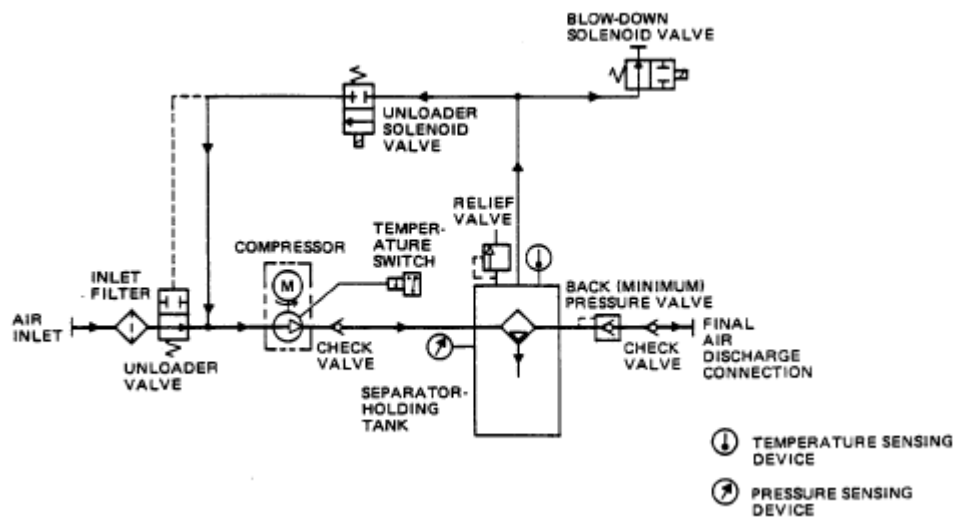 BLOW-DOWN
SOLENOID VALVE
UNLOADER
SOLENOID
VALVE
RELIEF
VALVE
TEMPER-
ATURE
SWITCH
COMPRESSOR
M
INLET
FILTER
BACK (MINIMUM)
PRESSURE VALVE
AIR
INLET
FINAL
AIR
DISCHARGE
CONNECTION
CHECK
VALVE
CHECK VALVE
UNLOADER
VALVE
SEPARATOR-
HOLDING
TANK
TEMPERATURE SENSING
DEVICE
PRESSURE SENSING
DEVICE